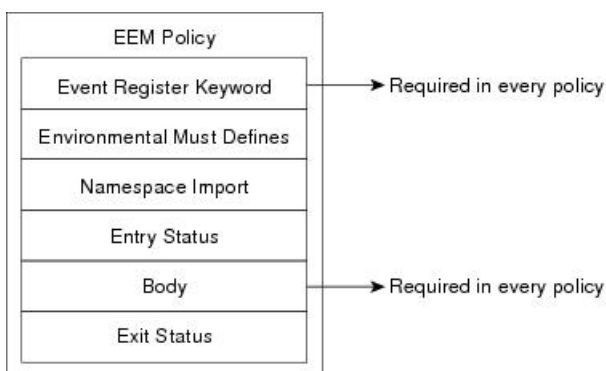 EEM Policy
Event Register Keyword
Required in every policy
Environmental Must Defines
Namespace Import
Entry Status
Body
Required in every policy
Exit Status